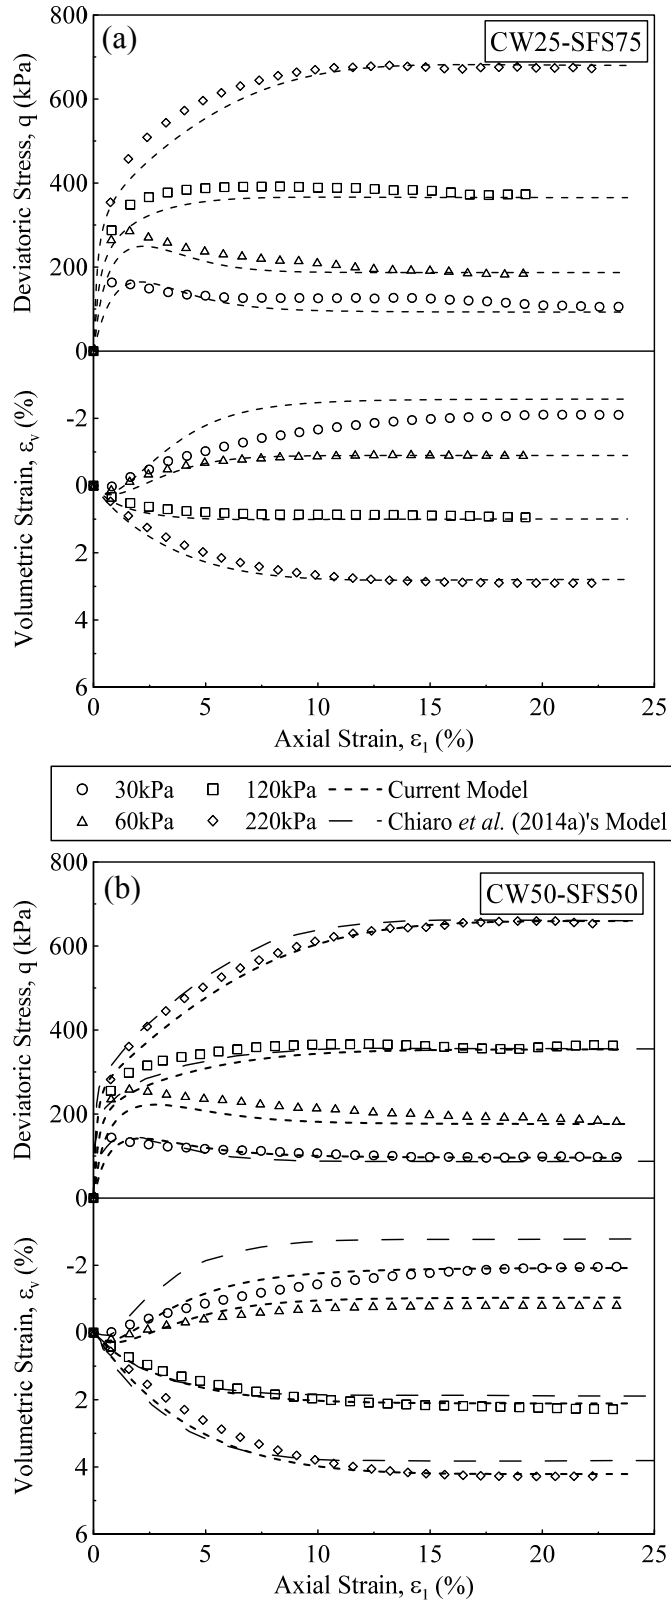 (a)
CW25-SFS75
Deviatoric Stress, q (kPa)
800
600
400
200
0
Volumetric Strain, εv (%)
-2
0
2
4
6
0 5 10 15 20 25
Axial Strain, ε1 (%)
30kPa 120kPa Current Model
60kPa 220kPa Chiaro et al. (2014a)'s Model
(b)
CW50-SFS50
Deviatoric Stress, q (kPa)
800
600
400
200
0
Volumetric Strain, εv (%)
-2
0
2
4
6
0 5 10 15 20 25
Axial Strain, ε1 (%)